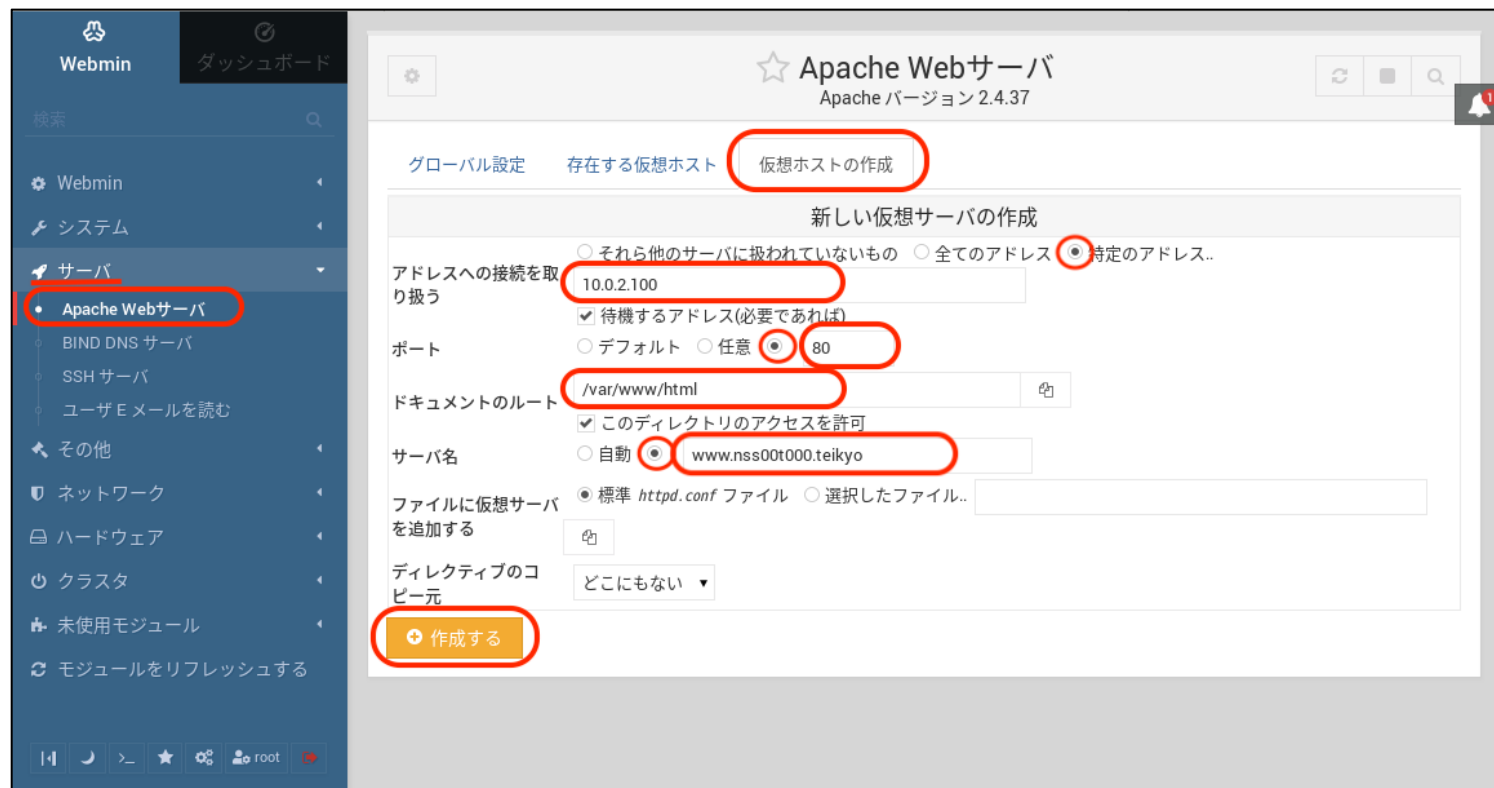 Webmin
ダッシュボード
検索
Webmin
システム
サーバ
Apache Webサーバ
BIND DNS サーバ
SSH サーバ
ユーザ E メールを読む
その他
ネットワーク
ハードウェア
クラスタ
未使用モジュール
モジュールをリフレッシュする
root
Apache Webサーバ
Apache バージョン 2.4.37
1
グローバル設定 存在する仮想ホスト 仮想ホストの作成
新しい仮想サーバの作成
アドレスへの接続を取り扱う
それら他のサーバに扱われていないもの 全てのアドレス 特定のアドレス..
10.0.2.100
待機するアドレス(必要であれば)
ポート デフォルト 任意 80
ドキュメントのルート
/var/www/html
このディレクトリのアクセスを許可
サーバ名 自動 www.nss00t000.teikyo
ファイルに仮想サーバを追加する
標準 httpd.conf ファイル 選択したファイル..
ディレクティブのコピー元
どこにもない
作成する